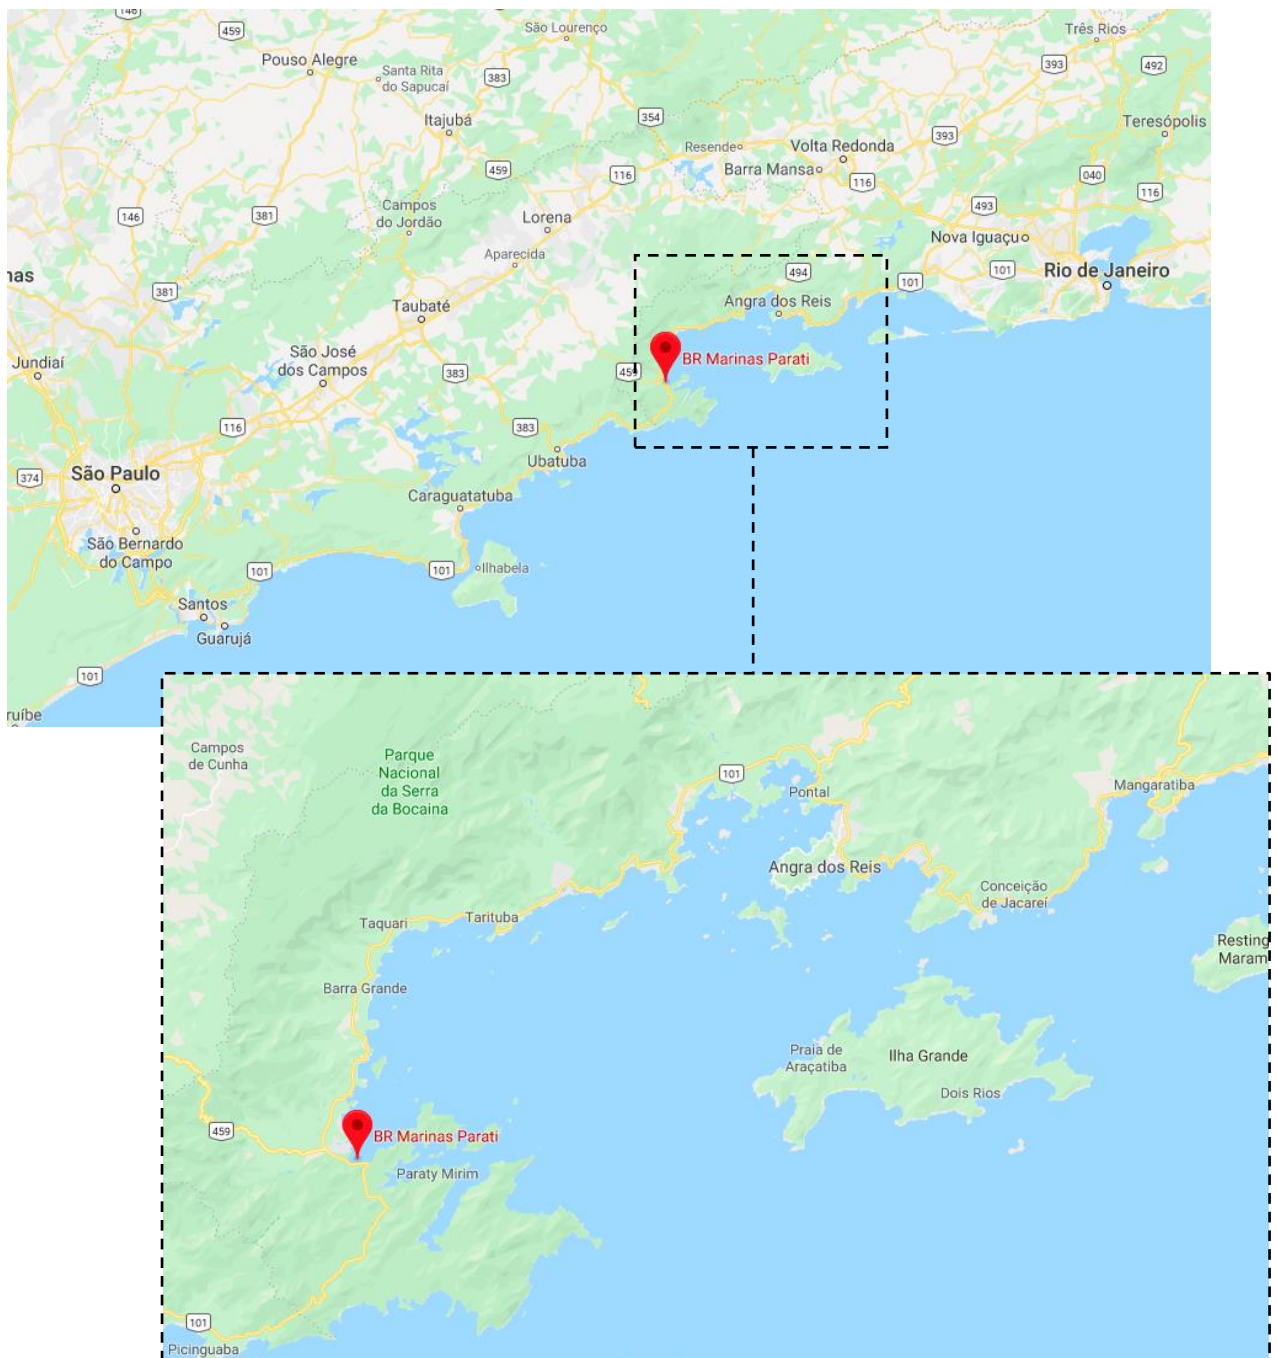 146
459
São Lourenço
Três Rios
Pouso Alegre
Santa Rita
do Sapucaí
383
393
492
Itajubá
354
Teresópolis
393
Resende
Volta Redonda
Barra Mansa
459
116
116
040
116
146
381
Campos
do Jordão
Lorena
493
Nova Iguaçu
Aparecida
101
Rio de Janeiro
494
101
nas
381
Taubaté
Angra dos Reis
Jundiaí
São José
dos Campos
383
459
BR Marinas Parati
116
383
Ubatuba
374
São Paulo
Caraguatatuba
São Bernardo
do Campo
101
101
Ilhabela
Santos
Guarujá
101
ruíbe
Campos
de Cunha
Parque
Nacional
da Serra
da Bocaina
101
Pontal
Mangaratiba
Angra dos Reis
Conceição
de Jacareí
Taquari
Tarituba
Resting
Maram
Barra Grande
Praia de
Araçatiba
Ilha Grande
Dois Rios
459
BR Marinas Parati
Paraty Mirim
101
Picinguaba